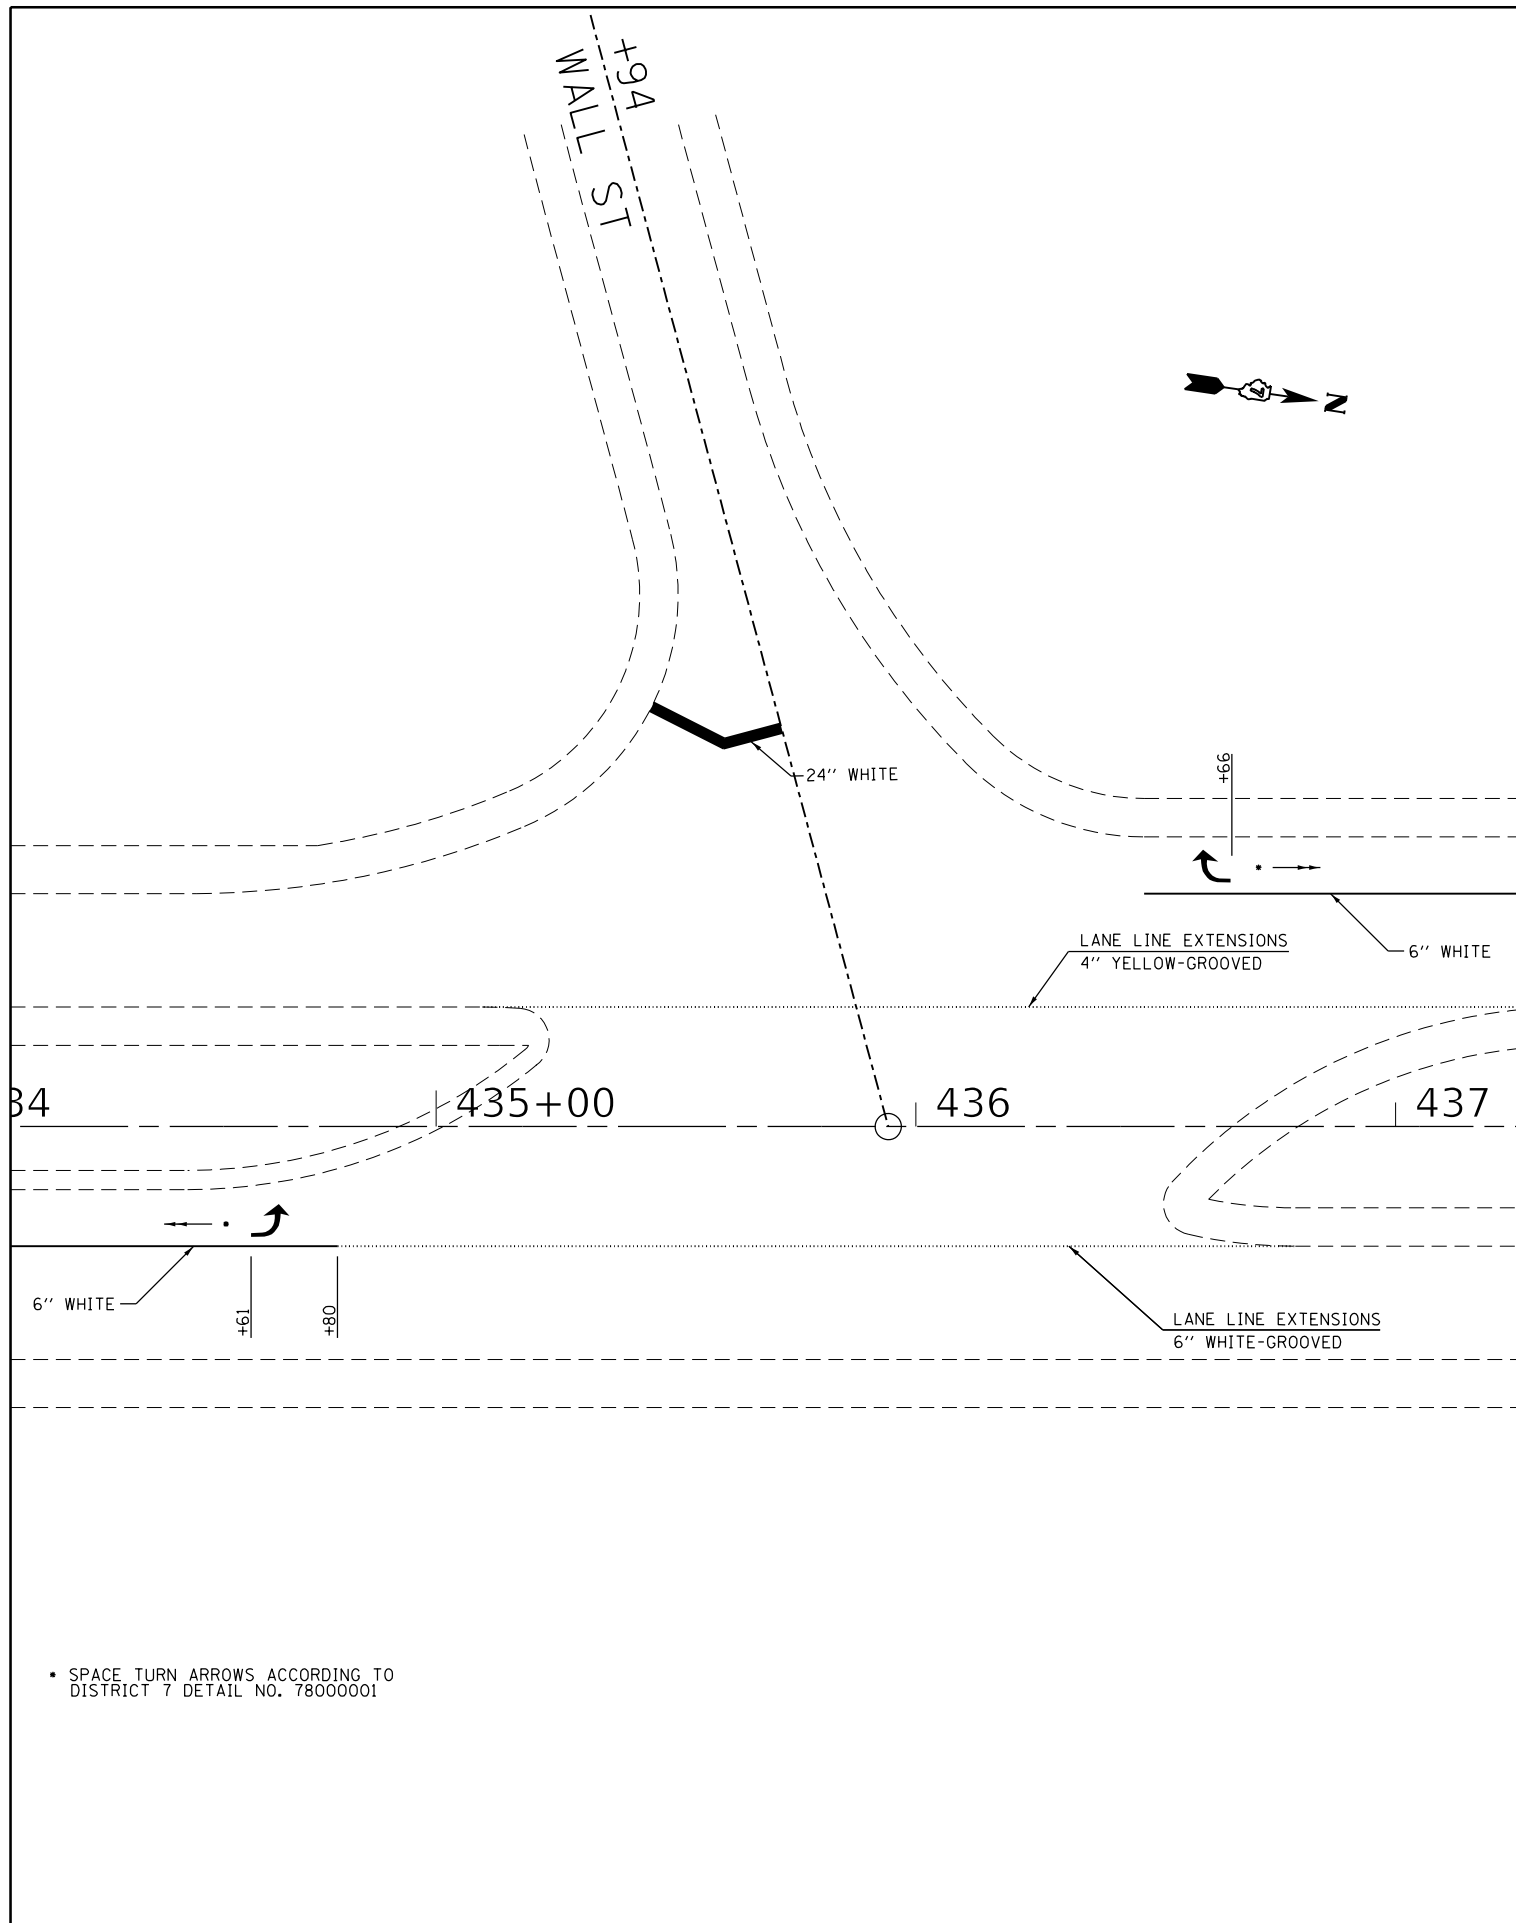 +94
WALL ST
N
24'' WHITE
+66
LANE LINE EXTENSIONS
4'' YELLOW-GROOVED
6'' WHITE
34
435+00
436
437
6'' WHITE
+61
+80
LANE LINE EXTENSIONS
6'' WHITE-GROOVED
* SPACE TURN ARROWS ACCORDING TO
DISTRICT 7 DETAIL NO. 78000001